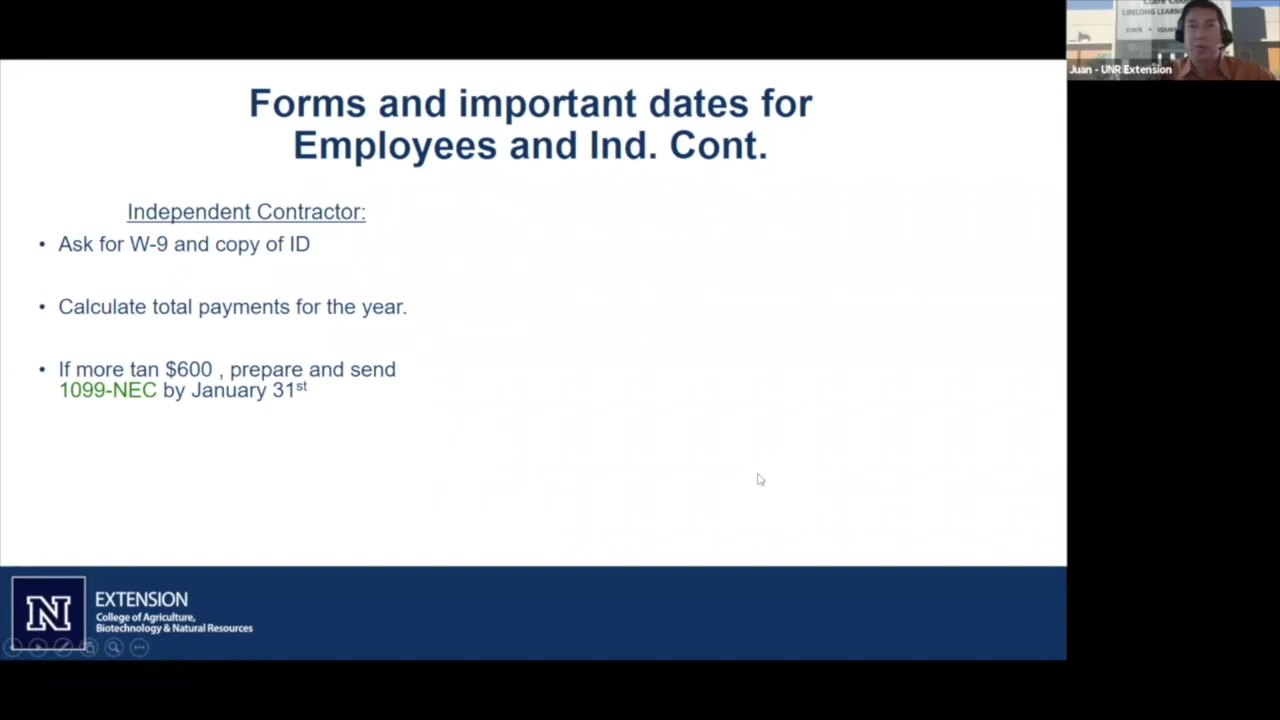 Forms and important dates for
Employees and Ind. Cont.
Independent Contractor:
• Ask for W-9 and copy of ID
• Calculate total payments for the year.
• If more tan $600 , prepare and send
1099-NEC by January 31st
N
EXTENSION
College of Agriculture,
Biotechnology & Natural Resources
LIFELONG LEARN
Juan - UNR Extension